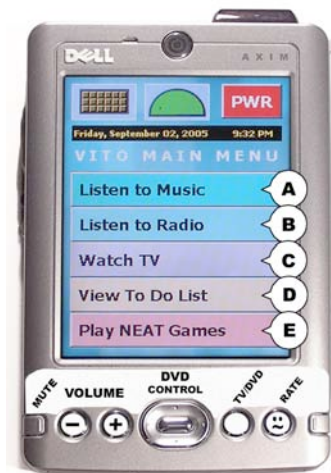 DELL AXIM
PWR
Friday, September 02, 2005 9:32 PM
VITO MAIN MENU
Listen to Music A
Listen to Radio B
Watch TV C
View To Do List D
Play NEAT Games E
MUTE VOLUME DVD CONTROL TV/DVD RATE
− +